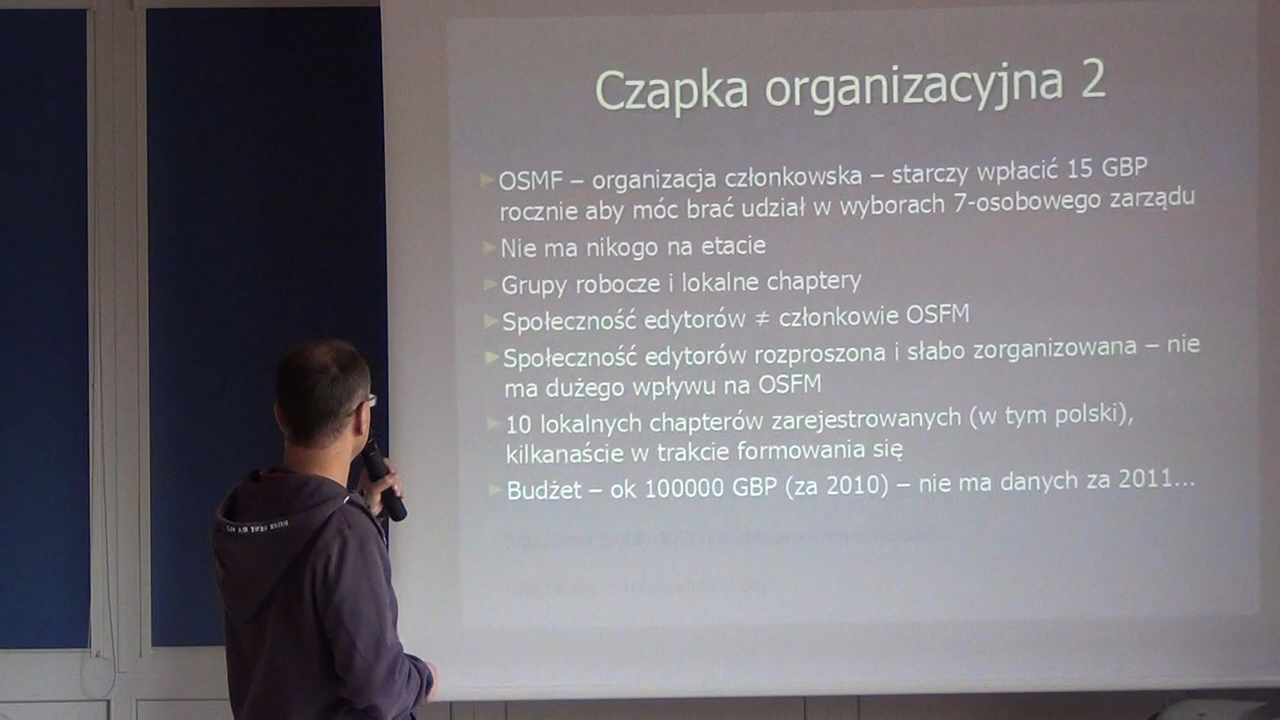 Czapka organizacyjna 2
OSMF – organizacja członkowska – starczy wpłacić 15 GBP
rocznie aby móc brać udział w wyborach 7-osobowego zarządu
Nie ma nikogo na etacie
Grupy robocze i lokalne chaptery
Społeczność edytorów ≠ członkowie OSFM
Społeczność edytorów rozproszona i słabo zorganizowana – nie
ma dużego wpływu na OSFM
10 lokalnych chapterów zarejestrowanych (w tym polski),
kilkanaście w trakcie formowania się
Budżet – ok 100000 GBP (za 2010) – nie ma danych za 2011...